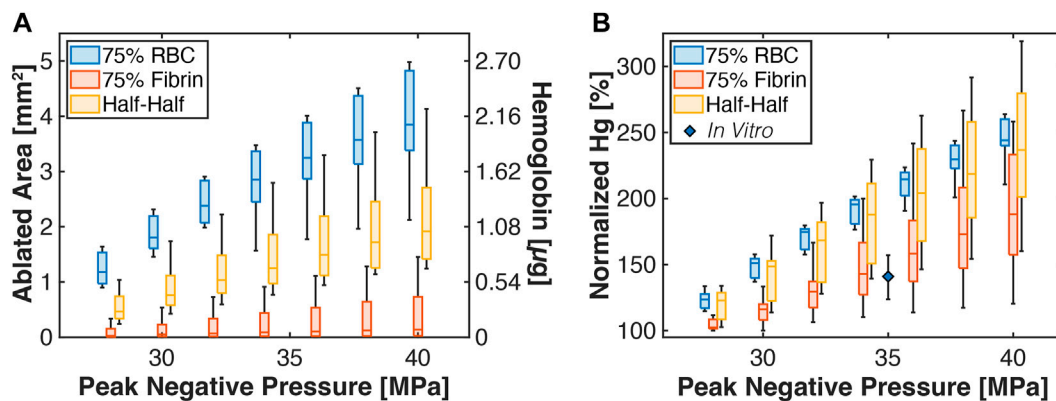 A
Ablated Area [mm²]
5
4
3
2
1
0
75% RBC
75% Fibrin
Half-Half
2.70
2.16
1.62
1.08
0.54
0
Hemoglobin [µg]
30
35
40
Peak Negative Pressure [MPa]
B
Normalized Hg [%]
300
250
200
150
100
75% RBC
75% Fibrin
Half-Half
In Vitro
30
35
40
Peak Negative Pressure [MPa]